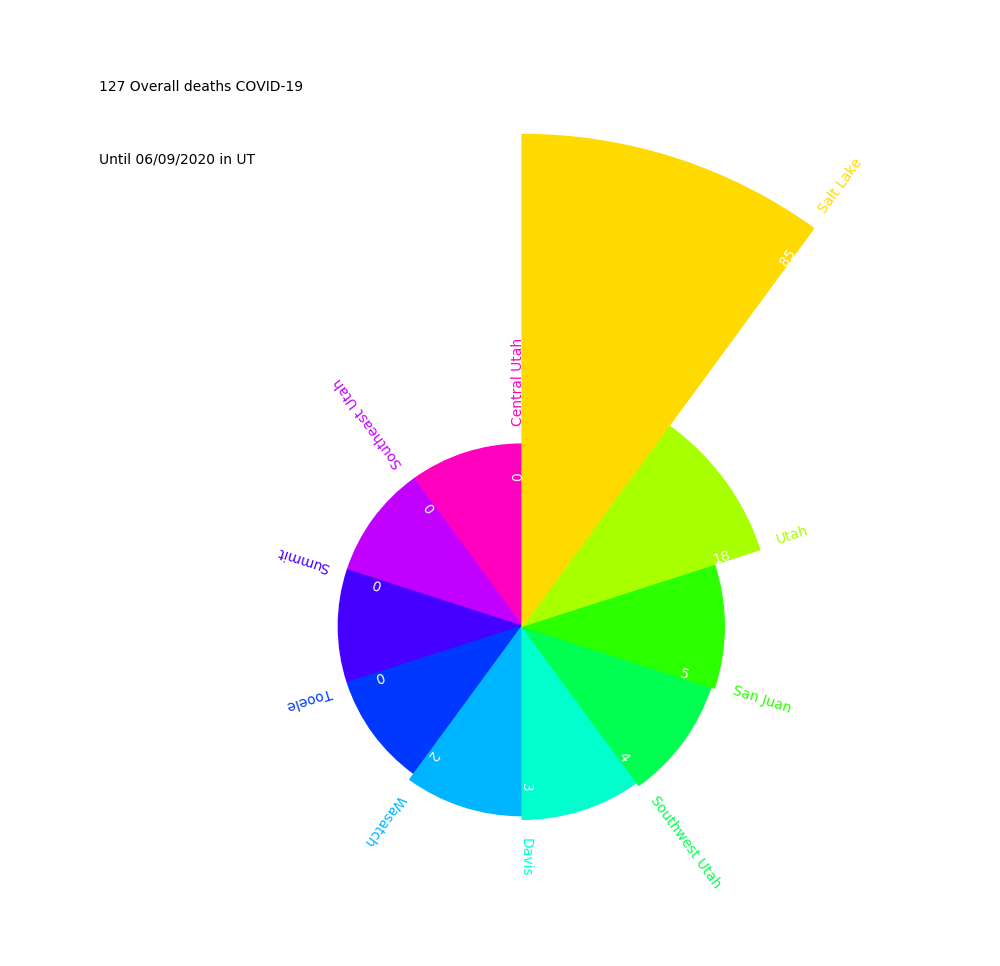 127 Overall deaths COVID-19
Until 06/09/2020 in UT
Salt Lake
85
Utah
18
San Juan
5
Southwest Utah
4
Davis
3
Wasatch
2
Tooele
0
Summit
0
Southeast Utah
0
Central Utah
0